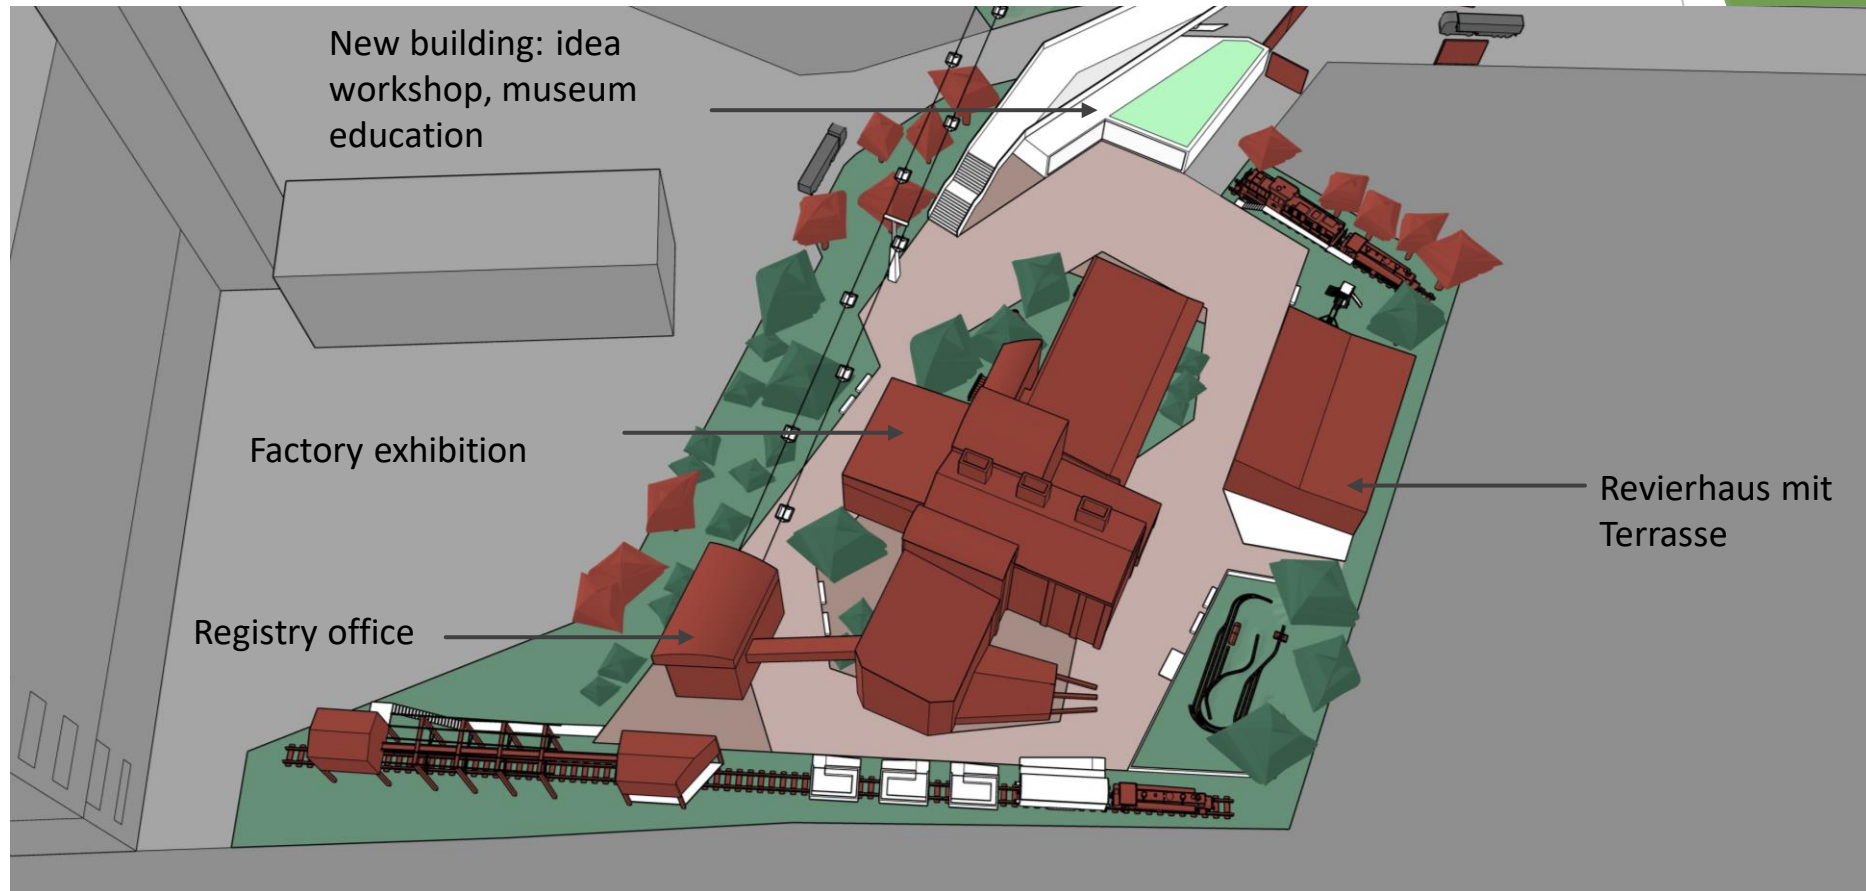 New building: idea
workshop, museum
education
Factory exhibition
Revierhaus mit
Terrasse
Registry office